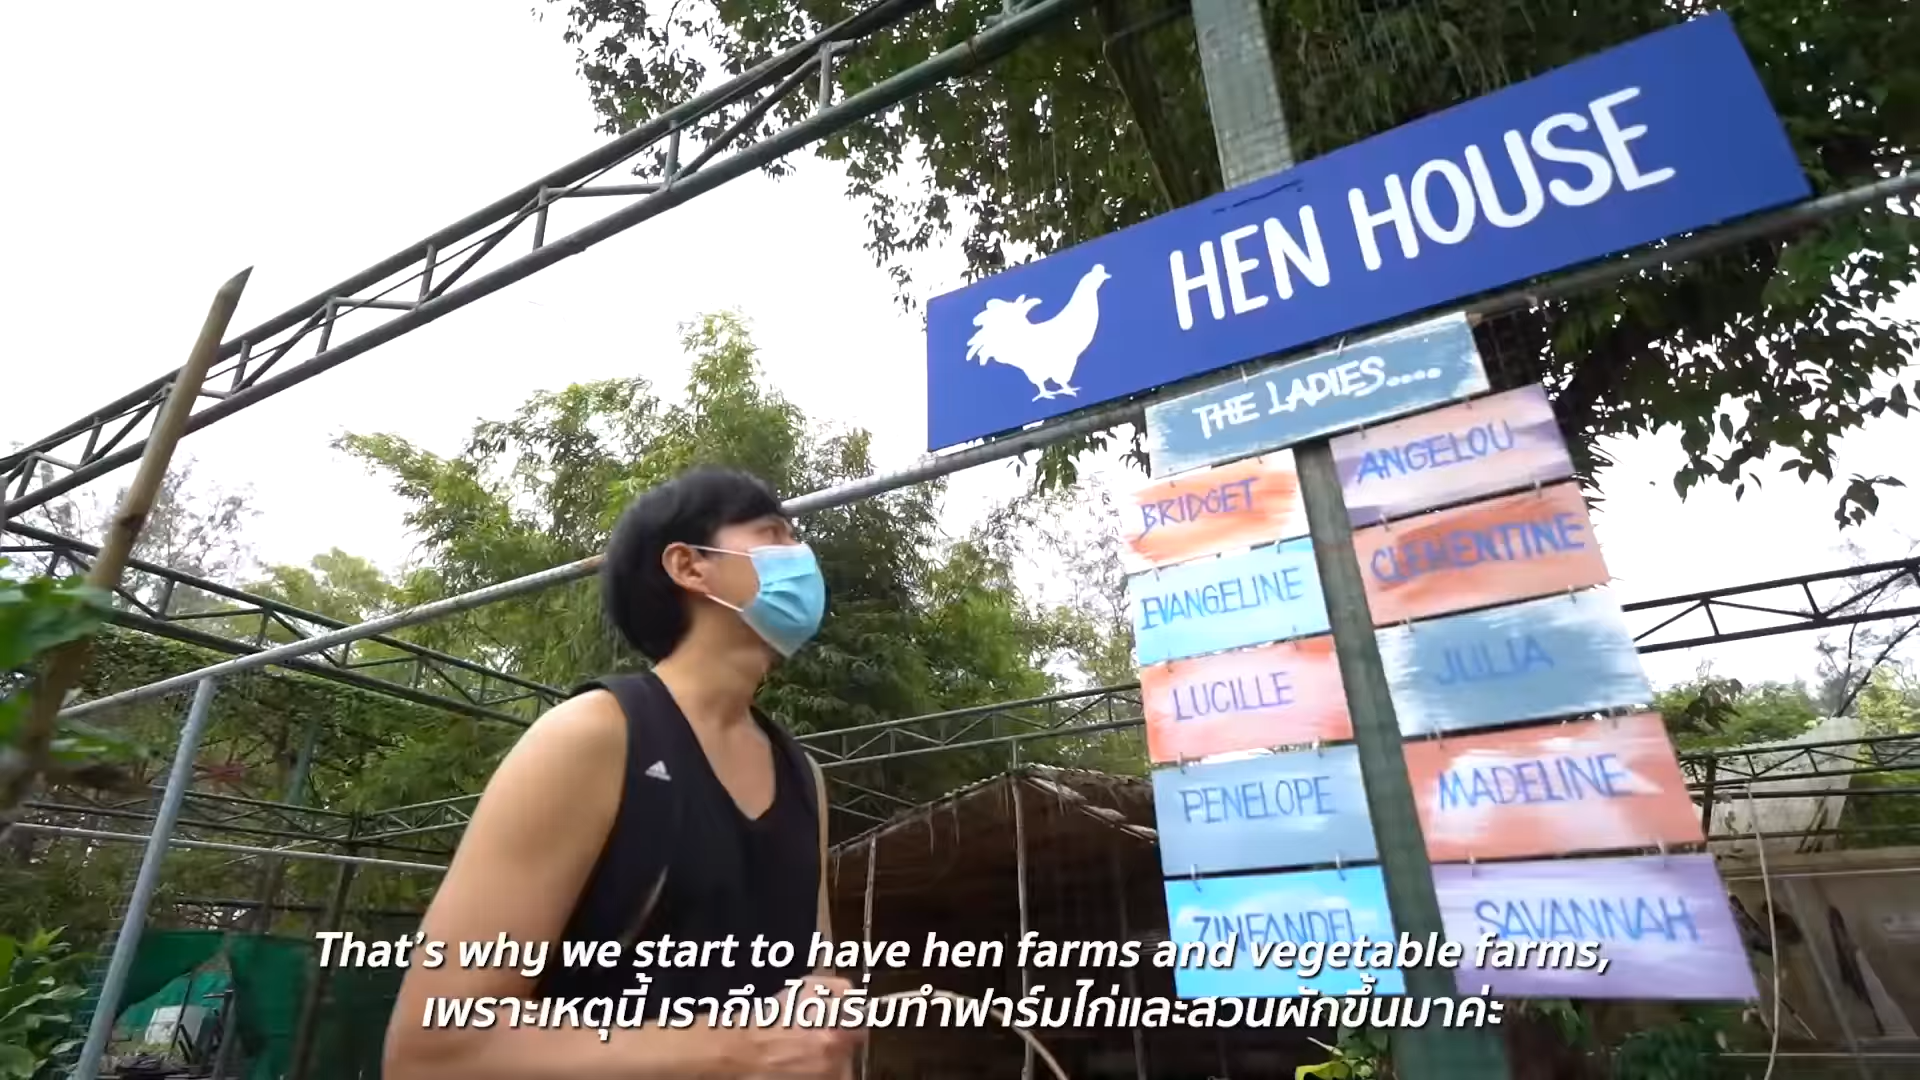 HEN HOUSE
THE LADIES....
BRIDGET
ANGELOU
EVANGELINE
CLEMENTINE
LUCILLE
JULIA
PENELOPE
MADELINE
ZINFANDEL
SAVANNAH
That's why we start to have hen farms and vegetable farms,
เพราะเหตุนี้ เราถึงได้เริ่มทำฟาร์มไก่และสวนผักขึ้นมาค่ะ